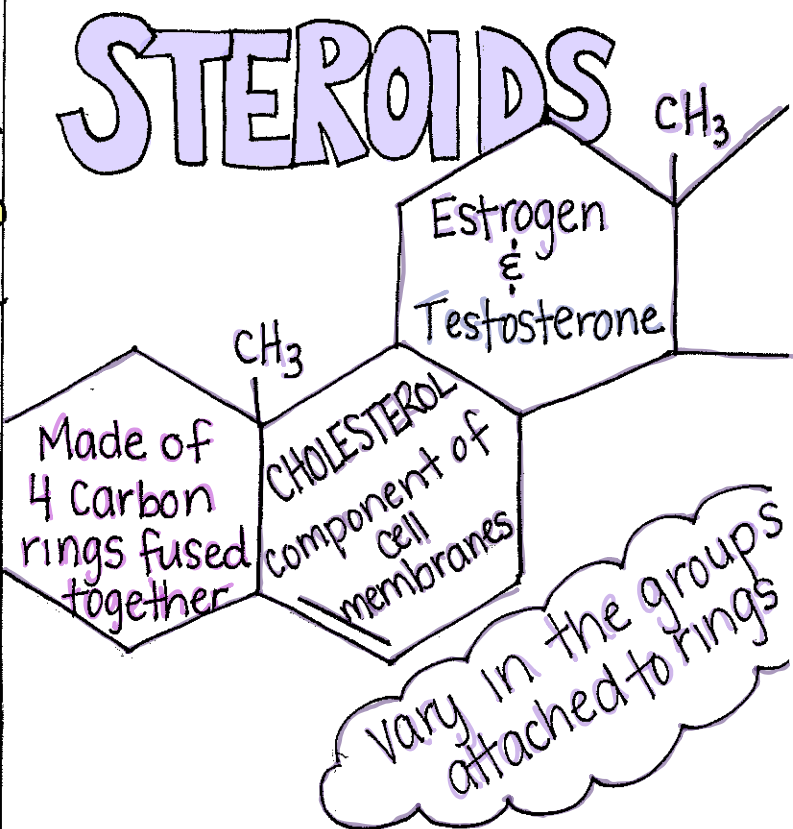 STEROIDS
CH3
Estrogen
&
Testosterone
CH3
Made of
4 Carbon
rings fused
together
CHOLESTEROL
component of
cell
membranes
vary in the groups
attached to rings